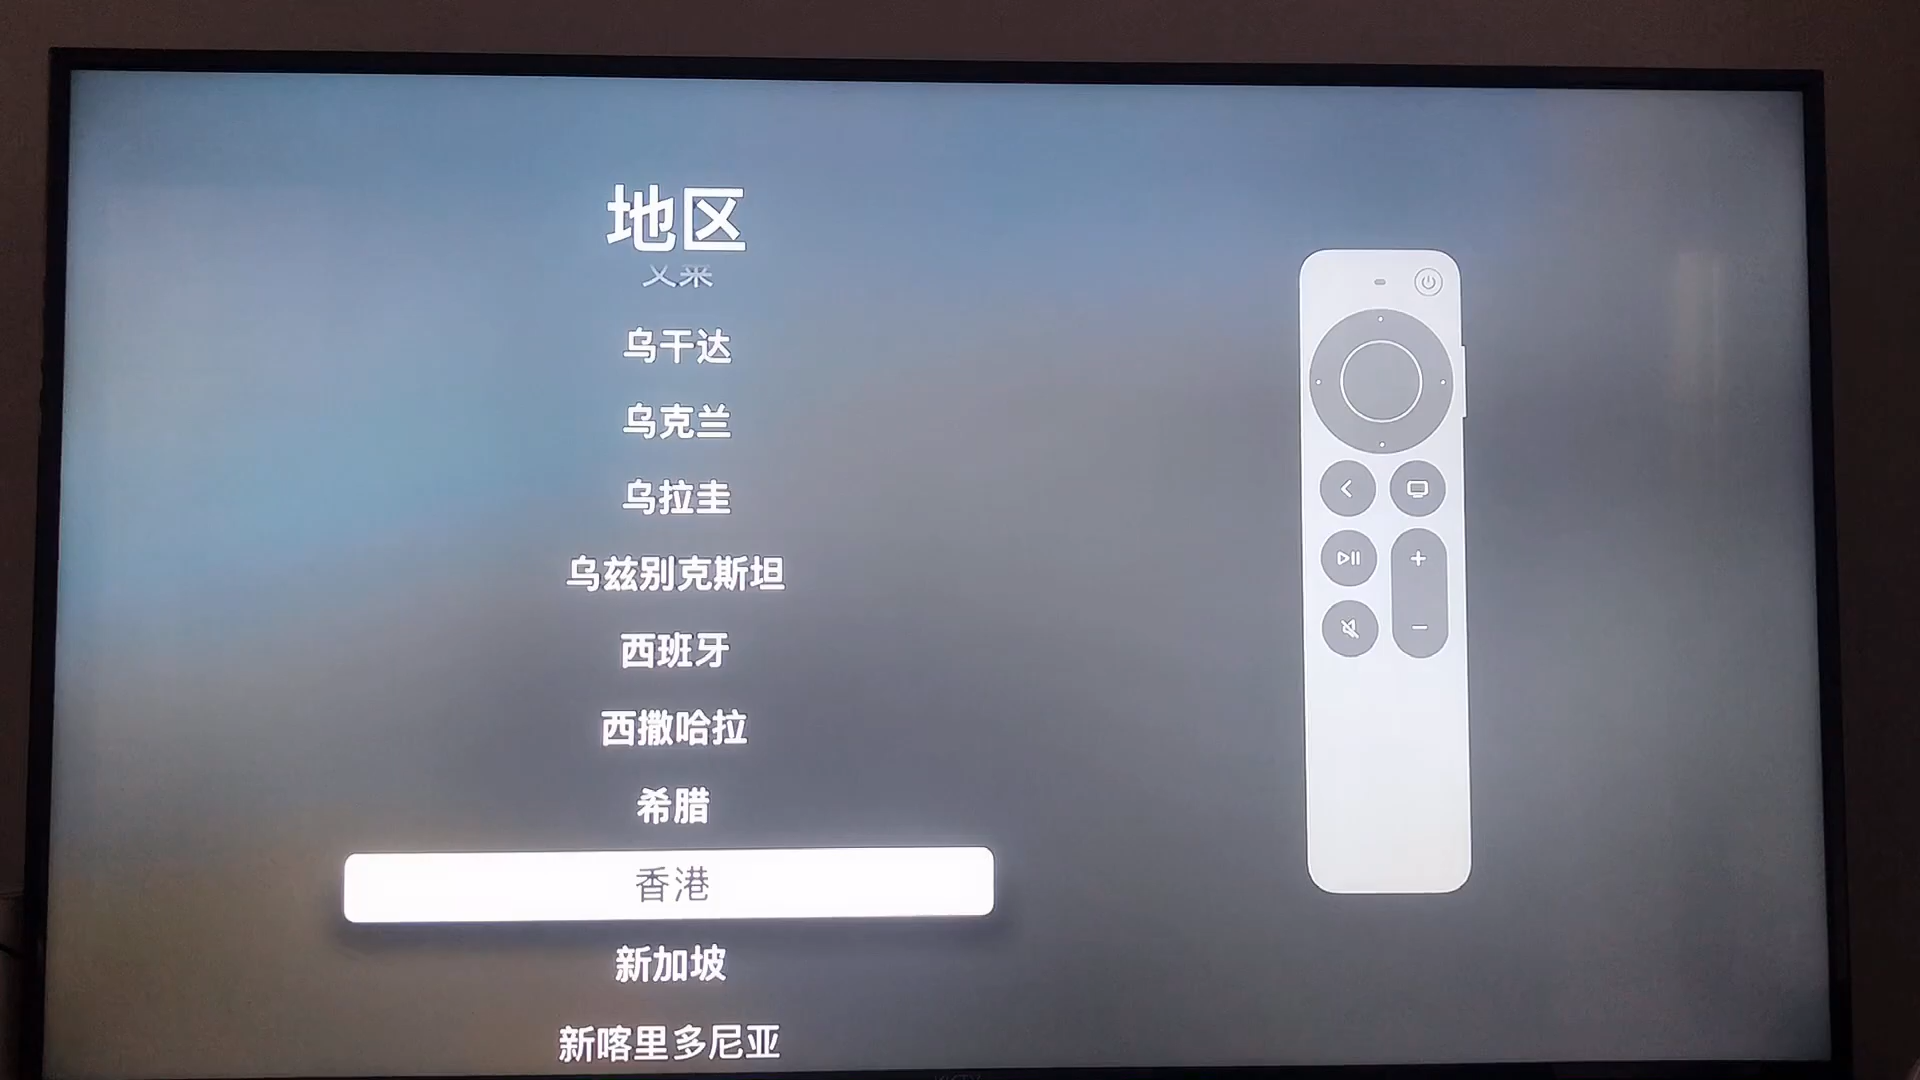 地区
乌干达
乌克兰
乌拉圭
乌兹别克斯坦
西班牙
西撒哈拉
希腊
香港
新加坡
新喀里多尼亚